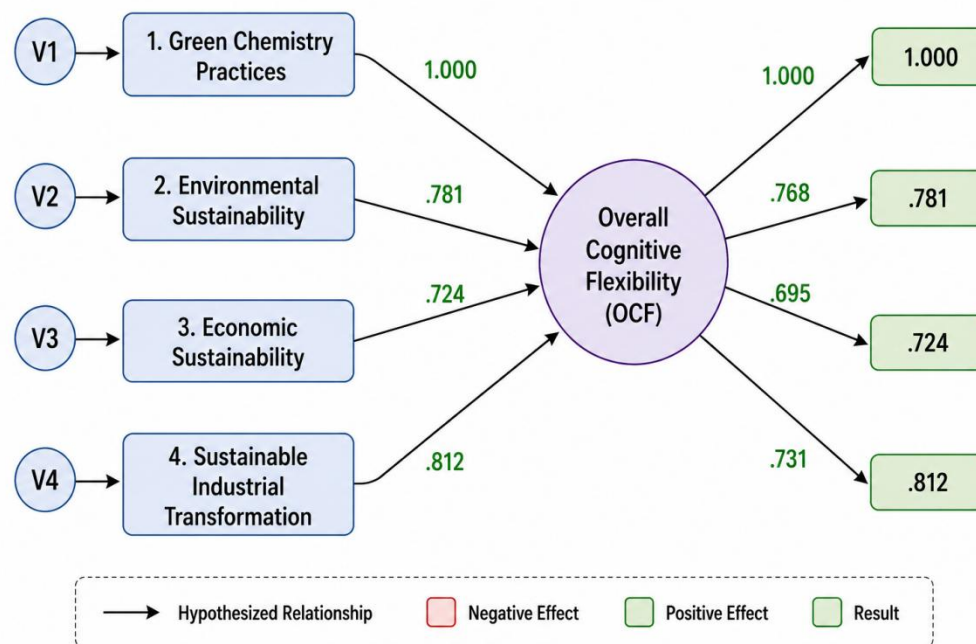 V1
1. Green Chemistry
Practices
1.000
1.000
1.000
V2
2. Environmental
Sustainability
.781
.768
.781
Overall
Cognitive
Flexibility
(OCF)
V3
3. Economic
Sustainability
.724
.695
.724
V4
4. Sustainable
Industrial
Transformation
.812
.731
.812
Hypothesized Relationship
Negative Effect
Positive Effect
Result